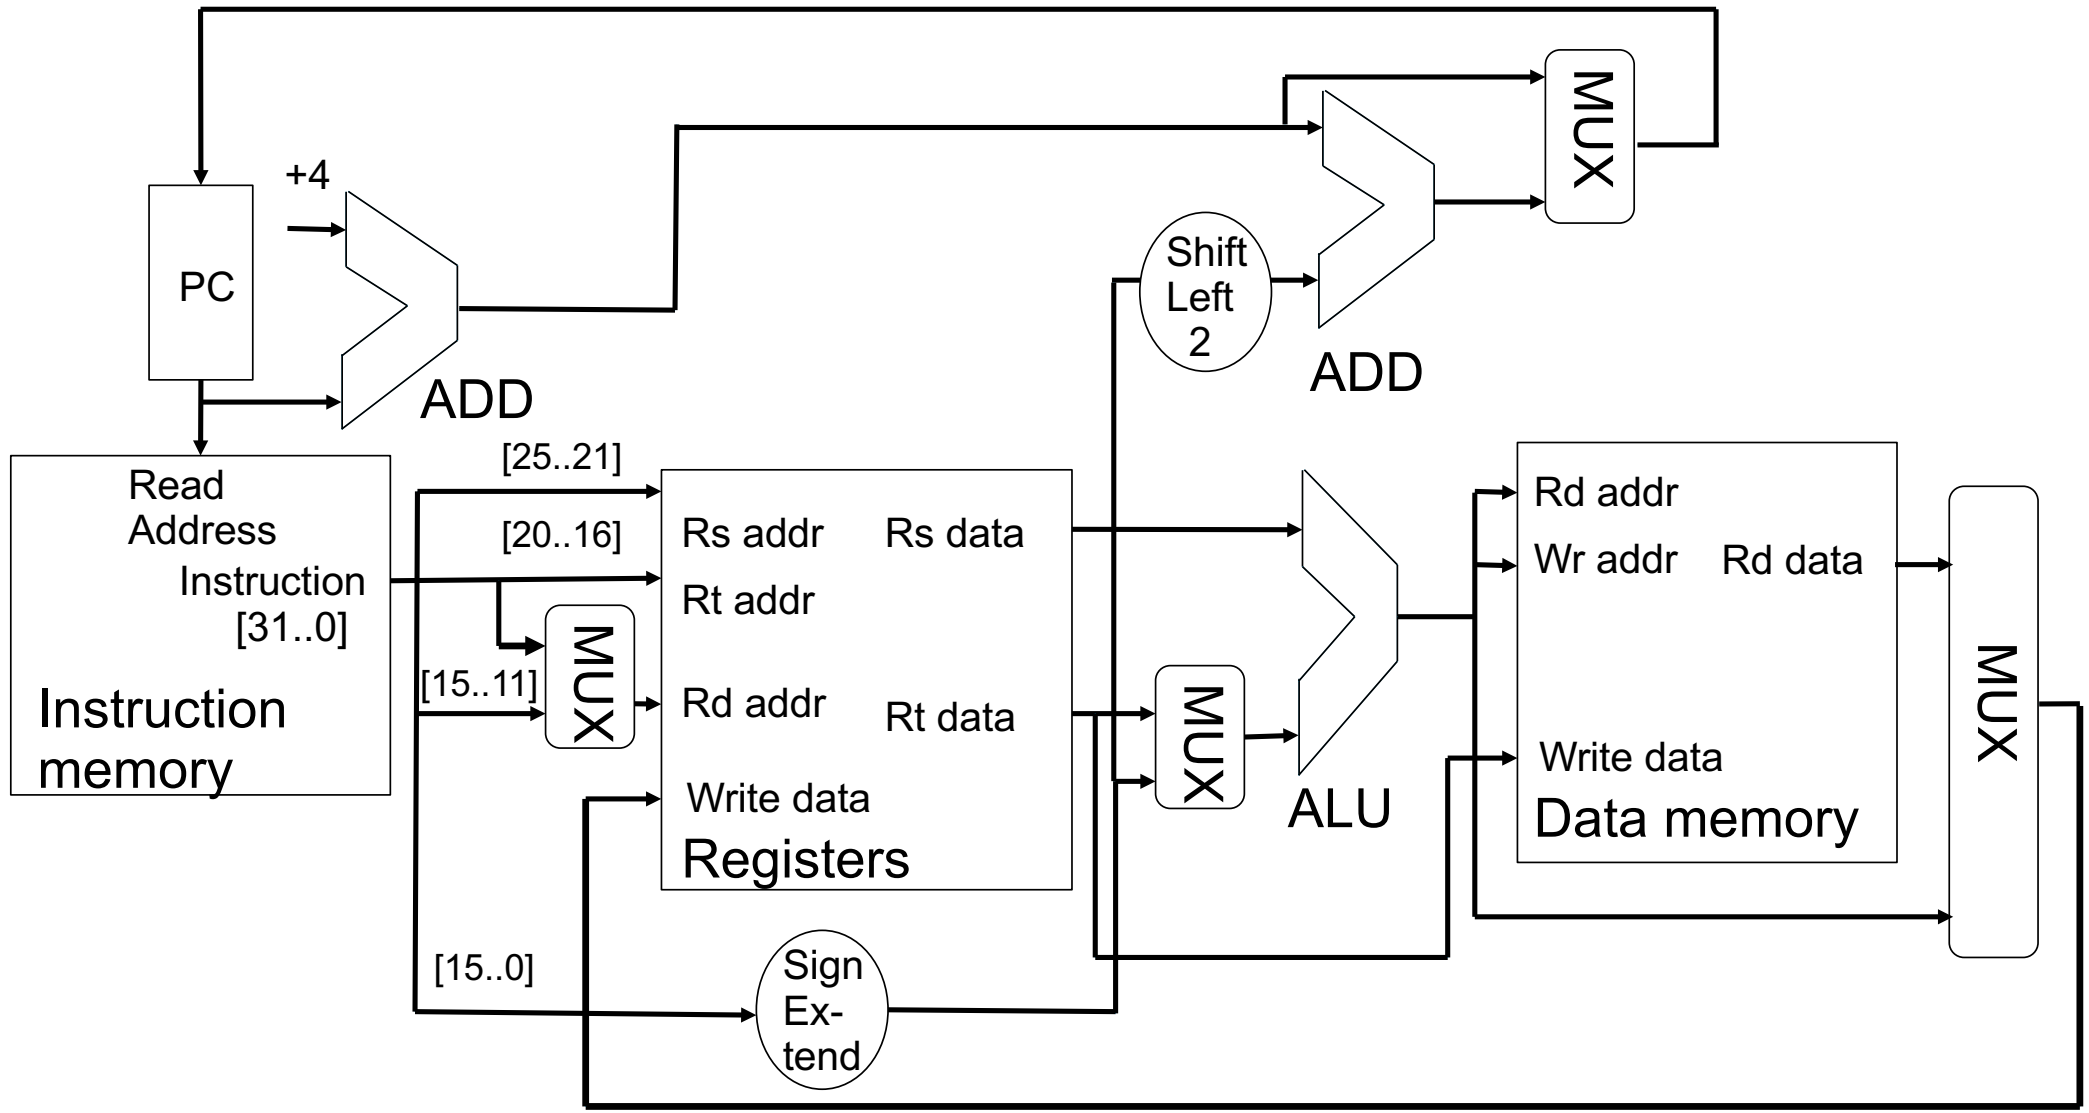 MUX
+4
PC
Shift
Left
2
ADD
ADD
[25..21]
Read
Address
Instruction
[31..0]
Instruction
memory
[20..16]
[15..11]
MUX
[15..0]
Rs addr
Rs data
Rt addr
Rd addr
Rt data
Write data
Registers
Sign
Ex-
tend
MUX
ALU
Rd addr
Wr addr
Rd data
Write data
Data memory
MUX